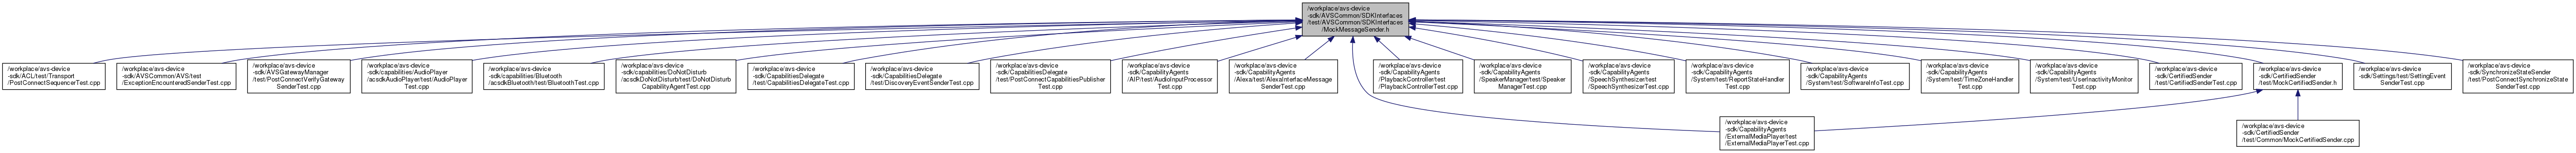 /workplace/avs-device
-sdk/AVSCommon/SDKInterfaces
/test/AVSCommon/SDKInterfaces
/MockMessageSender.h
/workplace/avs-device
-sdk/ACL/test/Transport
/PostConnectSequencerTest.cpp
/workplace/avs-device
-sdk/AVSCommon/AVS/test
/ExceptionEncounteredSenderTest.cpp
/workplace/avs-device
-sdk/AVSGatewayManager
/test/PostConnectVerifyGateway
SenderTest.cpp
/workplace/avs-device
-sdk/capabilities/AudioPlayer
/acsdkAudioPlayer/test/AudioPlayer
Test.cpp
/workplace/avs-device
-sdk/capabilities/Bluetooth
/acsdkBluetooth/test/BluetoothTest.cpp
/workplace/avs-device
-sdk/capabilities/DoNotDisturb
/acsdkDoNotDisturb/test/DoNotDisturb
CapabilityAgentTest.cpp
/workplace/avs-device
-sdk/CapabilitiesDelegate
/test/CapabilitiesDelegateTest.cpp
/workplace/avs-device
-sdk/CapabilitiesDelegate
/test/DiscoveryEventSenderTest.cpp
/workplace/avs-device
-sdk/CapabilitiesDelegate
/test/PostConnectCapabilitiesPublisher
Test.cpp
/workplace/avs-device
-sdk/CapabilityAgents
/AIP/test/AudioInputProcessor
Test.cpp
/workplace/avs-device
-sdk/CapabilityAgents
/Alexa/test/AlexaInterfaceMessage
SenderTest.cpp
/workplace/avs-device
-sdk/CapabilityAgents
/PlaybackController/test
/PlaybackControllerTest.cpp
/workplace/avs-device
-sdk/CapabilityAgents
/SpeakerManager/test/Speaker
ManagerTest.cpp
/workplace/avs-device
-sdk/CapabilityAgents
/SpeechSynthesizer/test
/SpeechSynthesizerTest.cpp
/workplace/avs-device
-sdk/CapabilityAgents
/System/test/ReportStateHandler
Test.cpp
/workplace/avs-device
-sdk/CapabilityAgents
/System/test/SoftwareInfoTest.cpp
/workplace/avs-device
-sdk/CapabilityAgents
/System/test/TimeZoneHandler
Test.cpp
/workplace/avs-device
-sdk/CapabilityAgents
/System/test/UserInactivityMonitor
Test.cpp
/workplace/avs-device
-sdk/CertifiedSender
/test/CertifiedSenderTest.cpp
/workplace/avs-device
-sdk/CertifiedSender
/test/MockCertifiedSender.h
/workplace/avs-device
-sdk/Settings/test/SettingEvent
SenderTest.cpp
/workplace/avs-device
-sdk/SynchronizeStateSender
/test/PostConnectSynchronizeState
SenderTest.cpp
/workplace/avs-device
-sdk/CapabilityAgents
/ExternalMediaPlayer/test
/ExternalMediaPlayerTest.cpp
/workplace/avs-device
-sdk/CertifiedSender
/test/Common/MockCertifiedSender.cpp